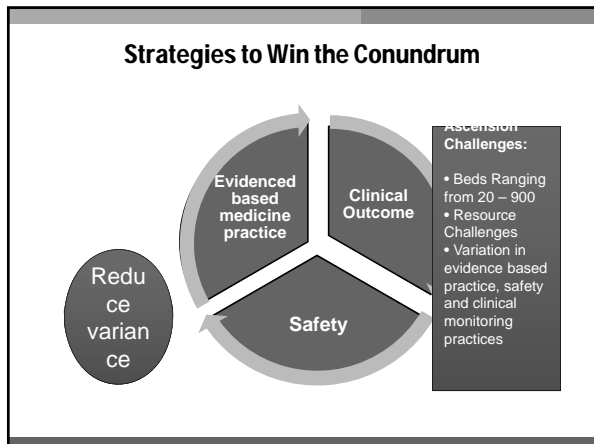 Strategies to Win the Conundrum
Evidenced
based
medicine
practice
Clinical
Outcome
Safety
Redu
ce
varian
ce
Ascension
Challenges:
• Beds Ranging
from 20 – 900
• Resource
Challenges
• Variation in
evidence based
practice, safety
and clinical
monitoring
practices